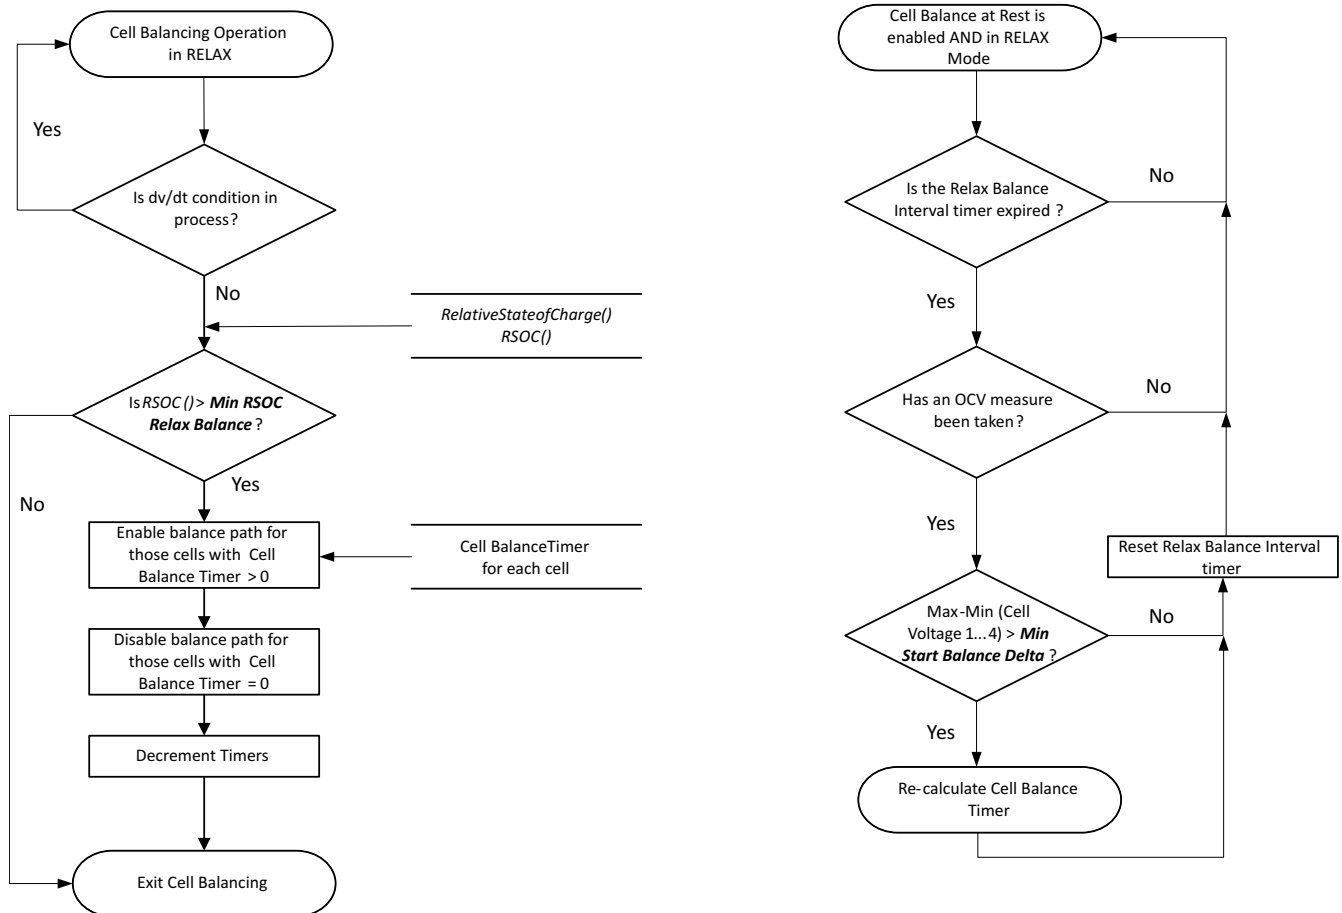 Cell Balancing Operation
in RELAX
Yes
Is dv/dt condition in
process?
No
RelativeStateofCharge()
RSOC()
Is RSOC() > Min RSOC
Relax Balance ?
No
Yes
Enable balance path for
those cells with Cell
Balance Timer > 0
Cell BalanceTimer
for each cell
Disable balance path for
those cells with Cell
Balance Timer = 0
Decrement Timers
Exit Cell Balancing
Cell Balance at Rest is
enabled AND in RELAX
Mode
Is the Relax Balance
Interval timer expired ?
No
Yes
Has an OCV measure
been taken?
No
Yes
Reset Relax Balance Interval
timer
Max-Min (Cell
Voltage 1...4) > Min
Start Balance Delta ?
No
Yes
Re-calculate Cell Balance
Timer